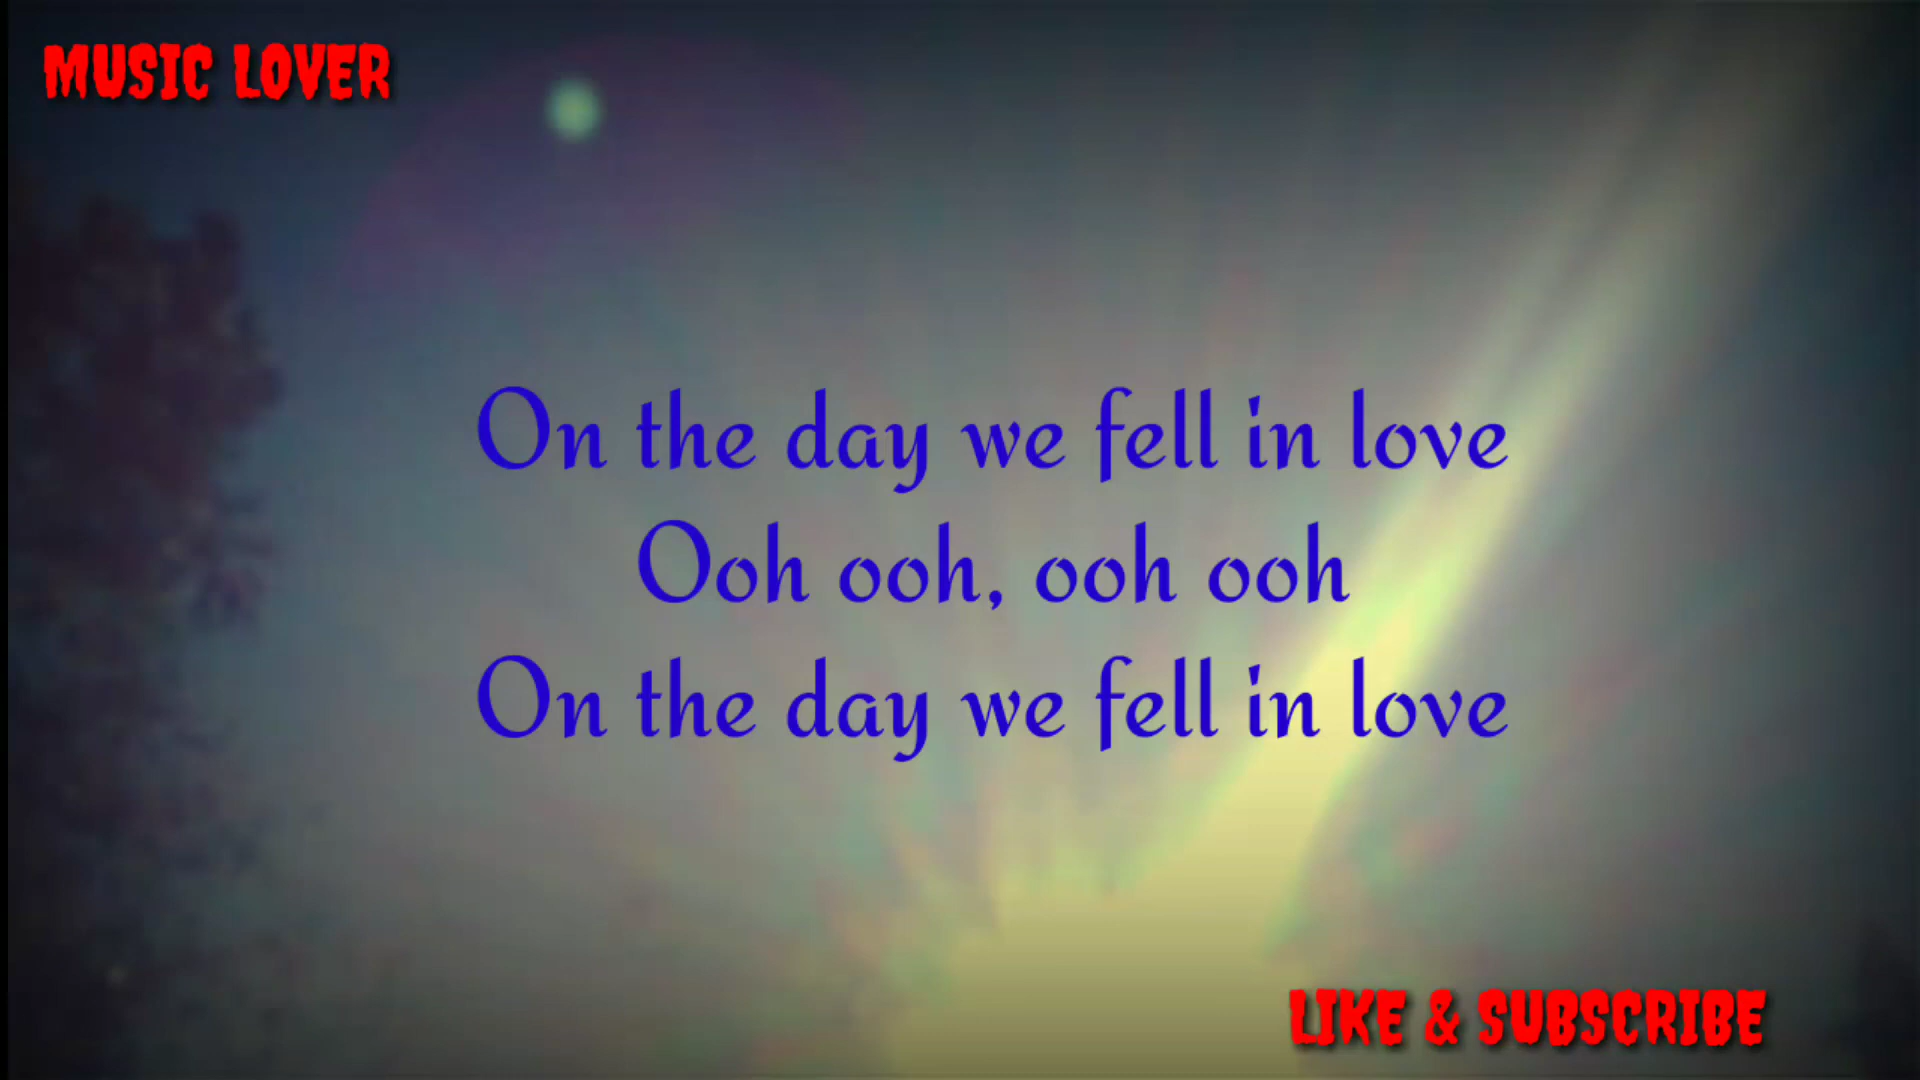 MUSIC LOVER
On the day we fell in love
Ooh ooh, ooh ooh
On the day we fell in love
LIKE & SUBSCRIBE